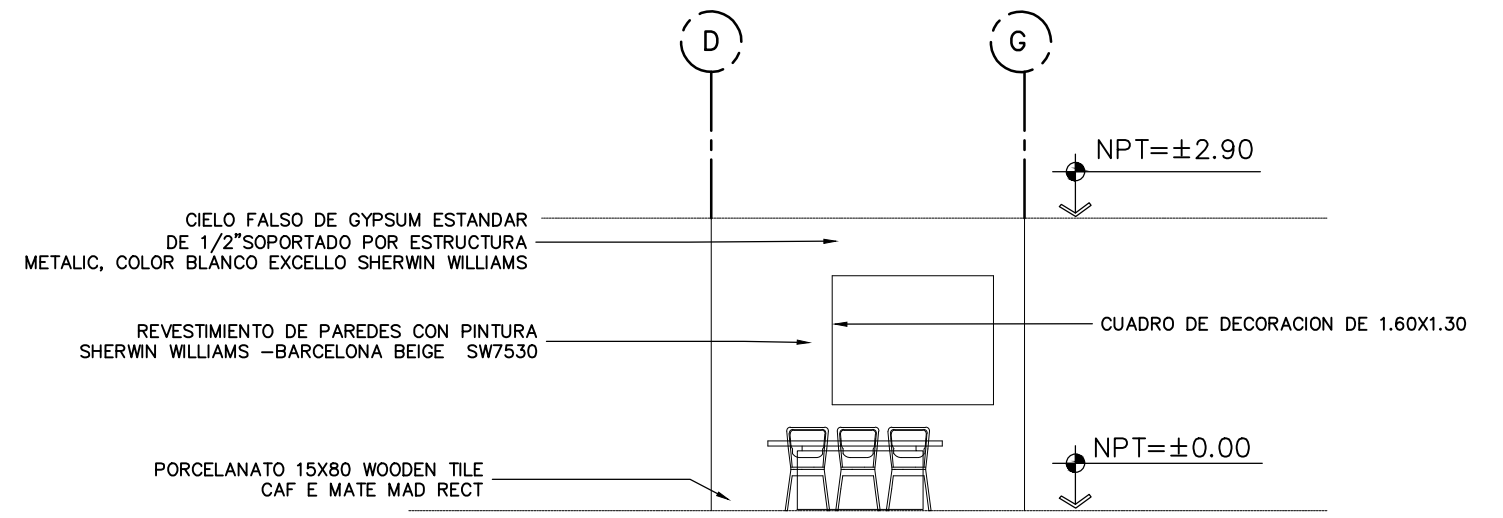 D
G
NPT=±2.90
CIELO FALSO DE GYPSUM ESTANDAR
DE 1/2"SOPORTADO POR ESTRUCTURA
METALIC, COLOR BLANCO EXCELLO SHERWIN WILLIAMS
REVESTIMIENTO DE PAREDES CON PINTURA
SHERWIN WILLIAMS -BARCELONA BEIGE SW7530
CUADRO DE DECORACION DE 1.60X1.30
NPT=±0.00
PORCELANATO 15X80 WOODEN TILE
CAF E MATE MAD RECT